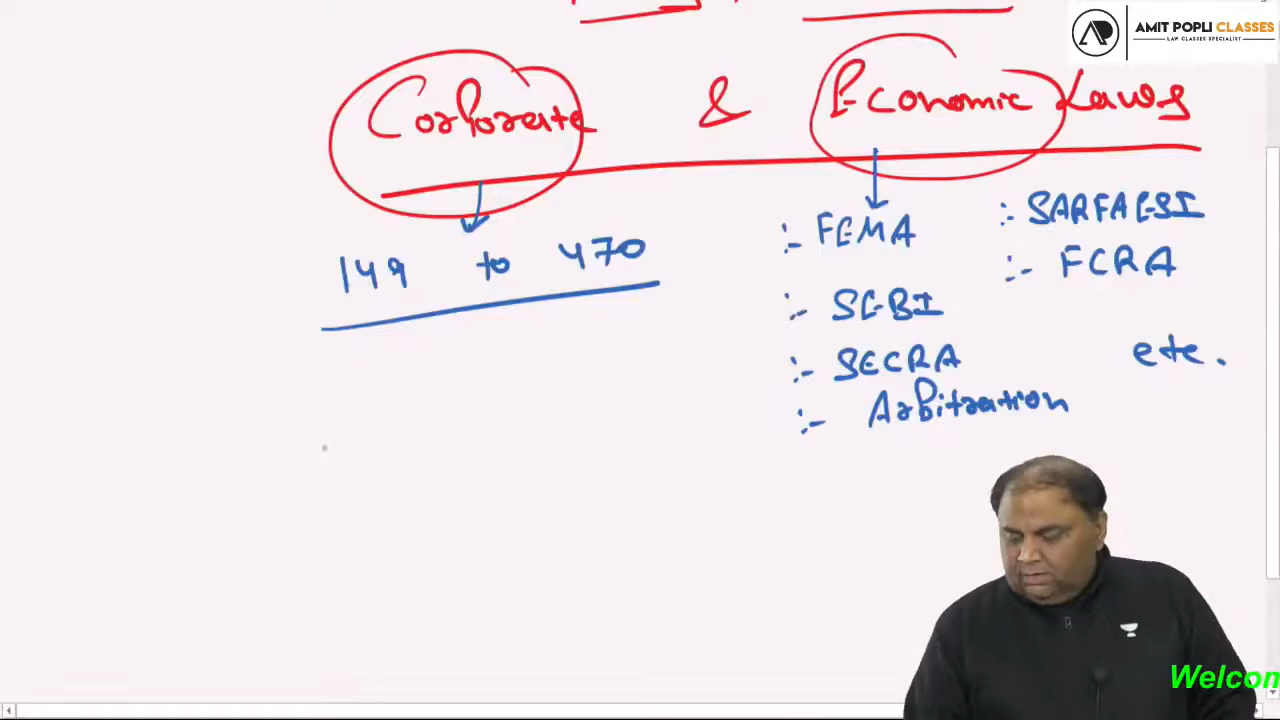 AMIT POPLI CLASSES
LAW CLASSES SPECIALIST
Corporate & Economic Laws
149 to 470
:- FEMA
:- SEBI
:- SECRA
:- Arbitration
:- SARFAESI
:- FCRA
etc.
Welcom